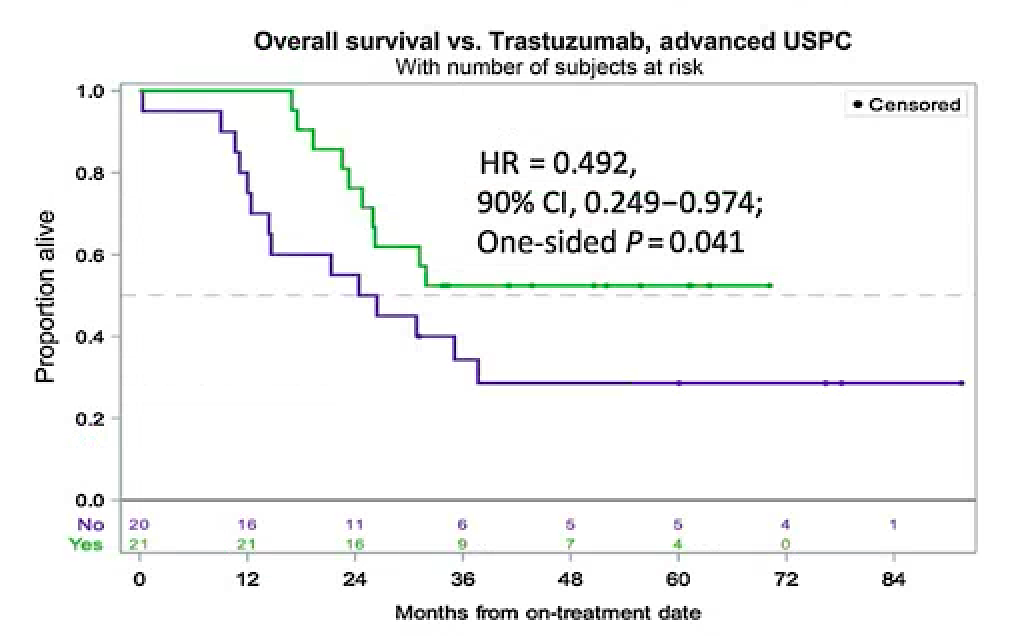 Overall survival vs. Trastuzumab, advanced USPC
With number of subjects at risk
• Censored
HR = 0.492,
90% CI, 0.249–0.974;
One-sided P = 0.041
Proportion alive
1.0
0.8
0.6
0.4
0.2
0.0
No 20 16 11 6 5 5 4 1
Yes 21 21 16 9 7 4 0
0 12 24 36 48 60 72 84
Months from on-treatment date